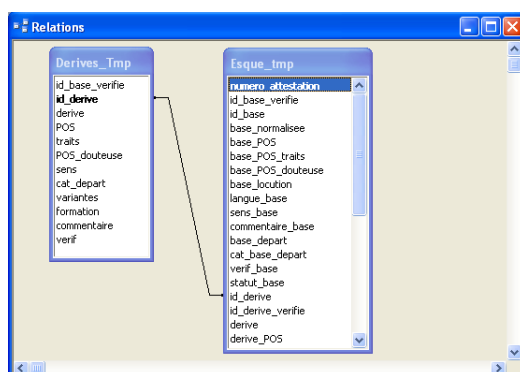 Relations
Derives_Tmp
id_base_verifie
id_derive
derive
POS
traits
POS_douteuse
sens
cat_depart
variantes
formation
commentaire
verif
Esque_tmp
numero_attestation
id_base_verifie
id_base
base_normalisee
base_POS
base_POS_traits
base_POS_douteuse
base_locution
langue_base
sens_base
commentaire_base
base_depart
cat_base_depart
verif_base
statut_base
id_derive
id_derive_verifie
derive
derive_POS